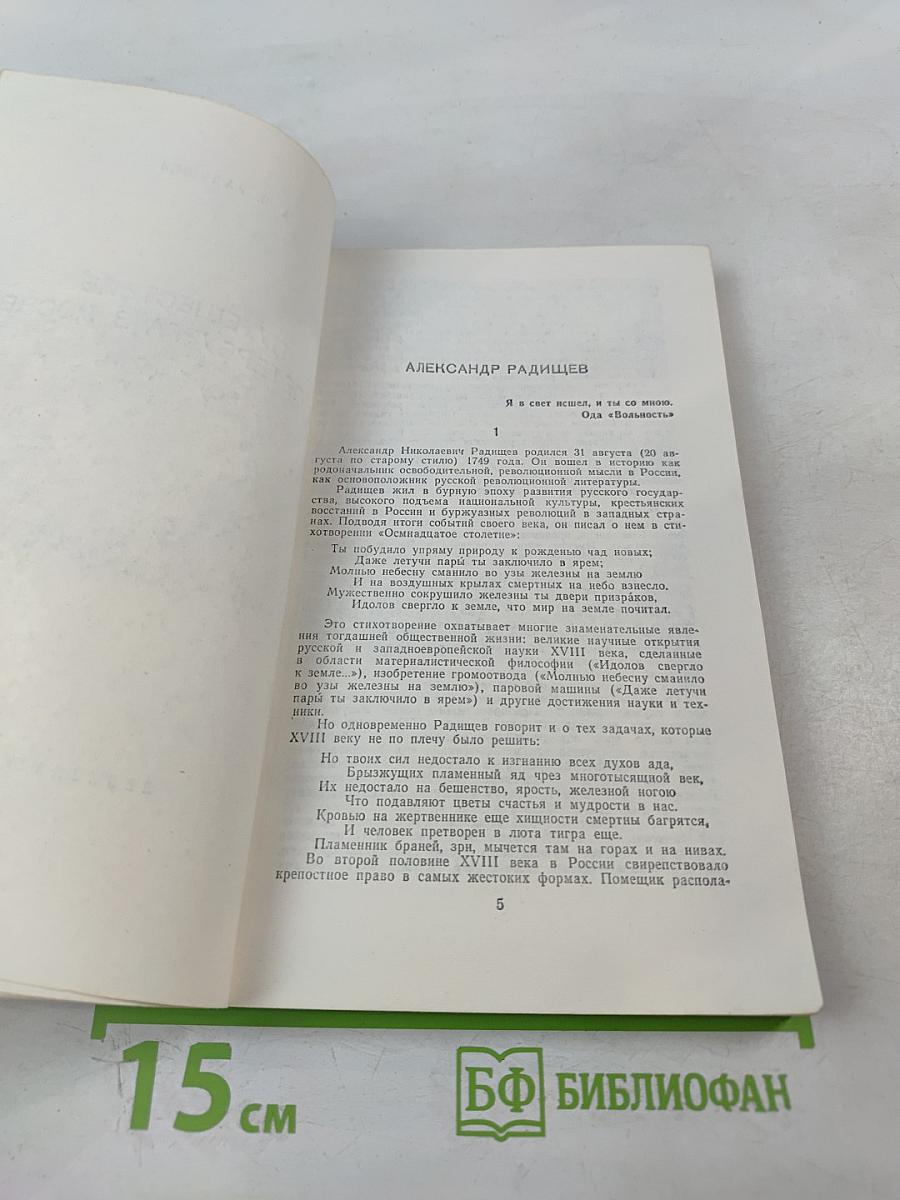 АЛЕКСАНДР РАДИЩЕВ
Я в свет исшел, и ты со мною.
Ода «Вольность»
1
Александр Николаевич Радищев родился 31 августа (20 ав-
густа по старому стилю) 1749 года. Он вошел в историю как
родоначальник освободительной, революционной мысли в России,
как основоположник русской революционной литературы.
Радищев жил в бурную эпоху развития русского государ-
ства, высокого подъема национальной культуры, крестьянских
восстаний в России и буржуазных революций в западных стра-
нах. Подводя итоги событий своего века, он писал о нем в сти-
хотворении «Осмнадцатое столетие»:
Ты побудило упряму природу к рожденью чад новых;
Даже летучи пары́ ты заключило в ярем;
Молнью небесну сманило во узы железны на землю
И на воздушных крылах смертных на небо взнесло.
Мужественно сокрушило железны ты двери призра́ков,
Идолов свергло к земле, что мир на земле почитал.
Это стихотворение охватывает многие знаменательные явле-
ния тогдашней общественной жизни: великие научные открытия
русской и западноевропейской науки XVIII века, сделанные
в области материалистической философии («Идолов свергло
к земле...»), изобретение громоотвода («Молнью небесну сманило
во узы железны на землю»), паровой машины («Даже летучи
пары́ ты заключило в ярем») и другие достижения науки и тех-
ники.
Но одновременно Радищев говорит и о тех задачах, которые
XVIII веку не по плечу было решить:
Но твоих сил недостало к изгнанию всех духов ада,
Брызжущих пламенный яд чрез многотысящной век,
Их недостало на бешенство, ярость, железной ногою
Что подавляют цветы счастья и мудрости в нас.
Кровью на жертвеннике еще хищности смертны багрятся,
И человек претворен в люта тигра еще.
Пламенник браней, зри, мычется там на горах и на нивах.
Во второй половине XVIII века в России свирепствовало
крепостное право в самых жестоких формах. Помещик распола-
5
15 см
БФ БИБЛИОФАН